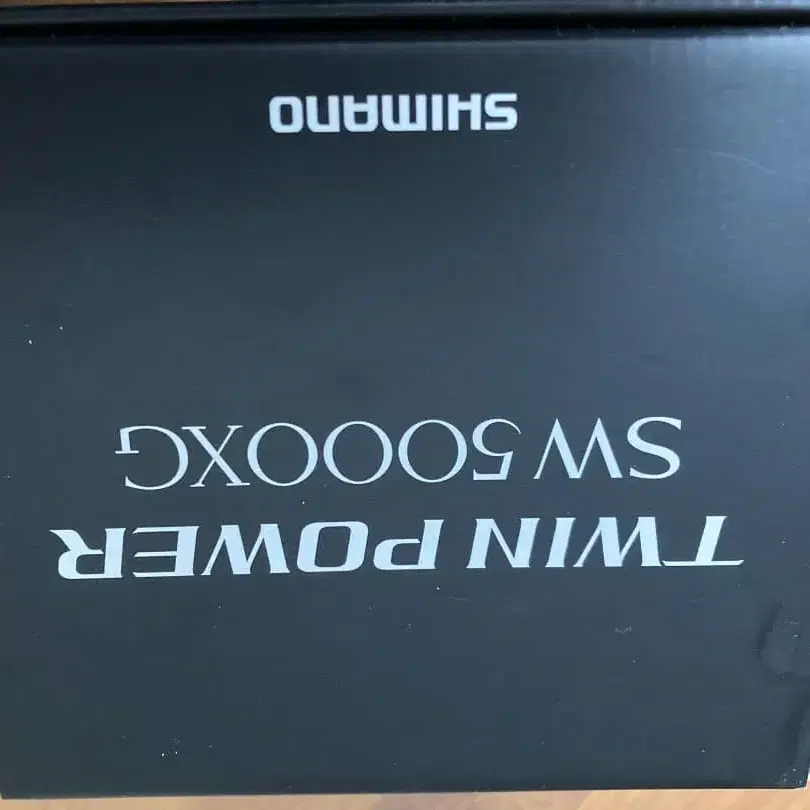 TWIN POWER
SW 5000XG
SHIMANO